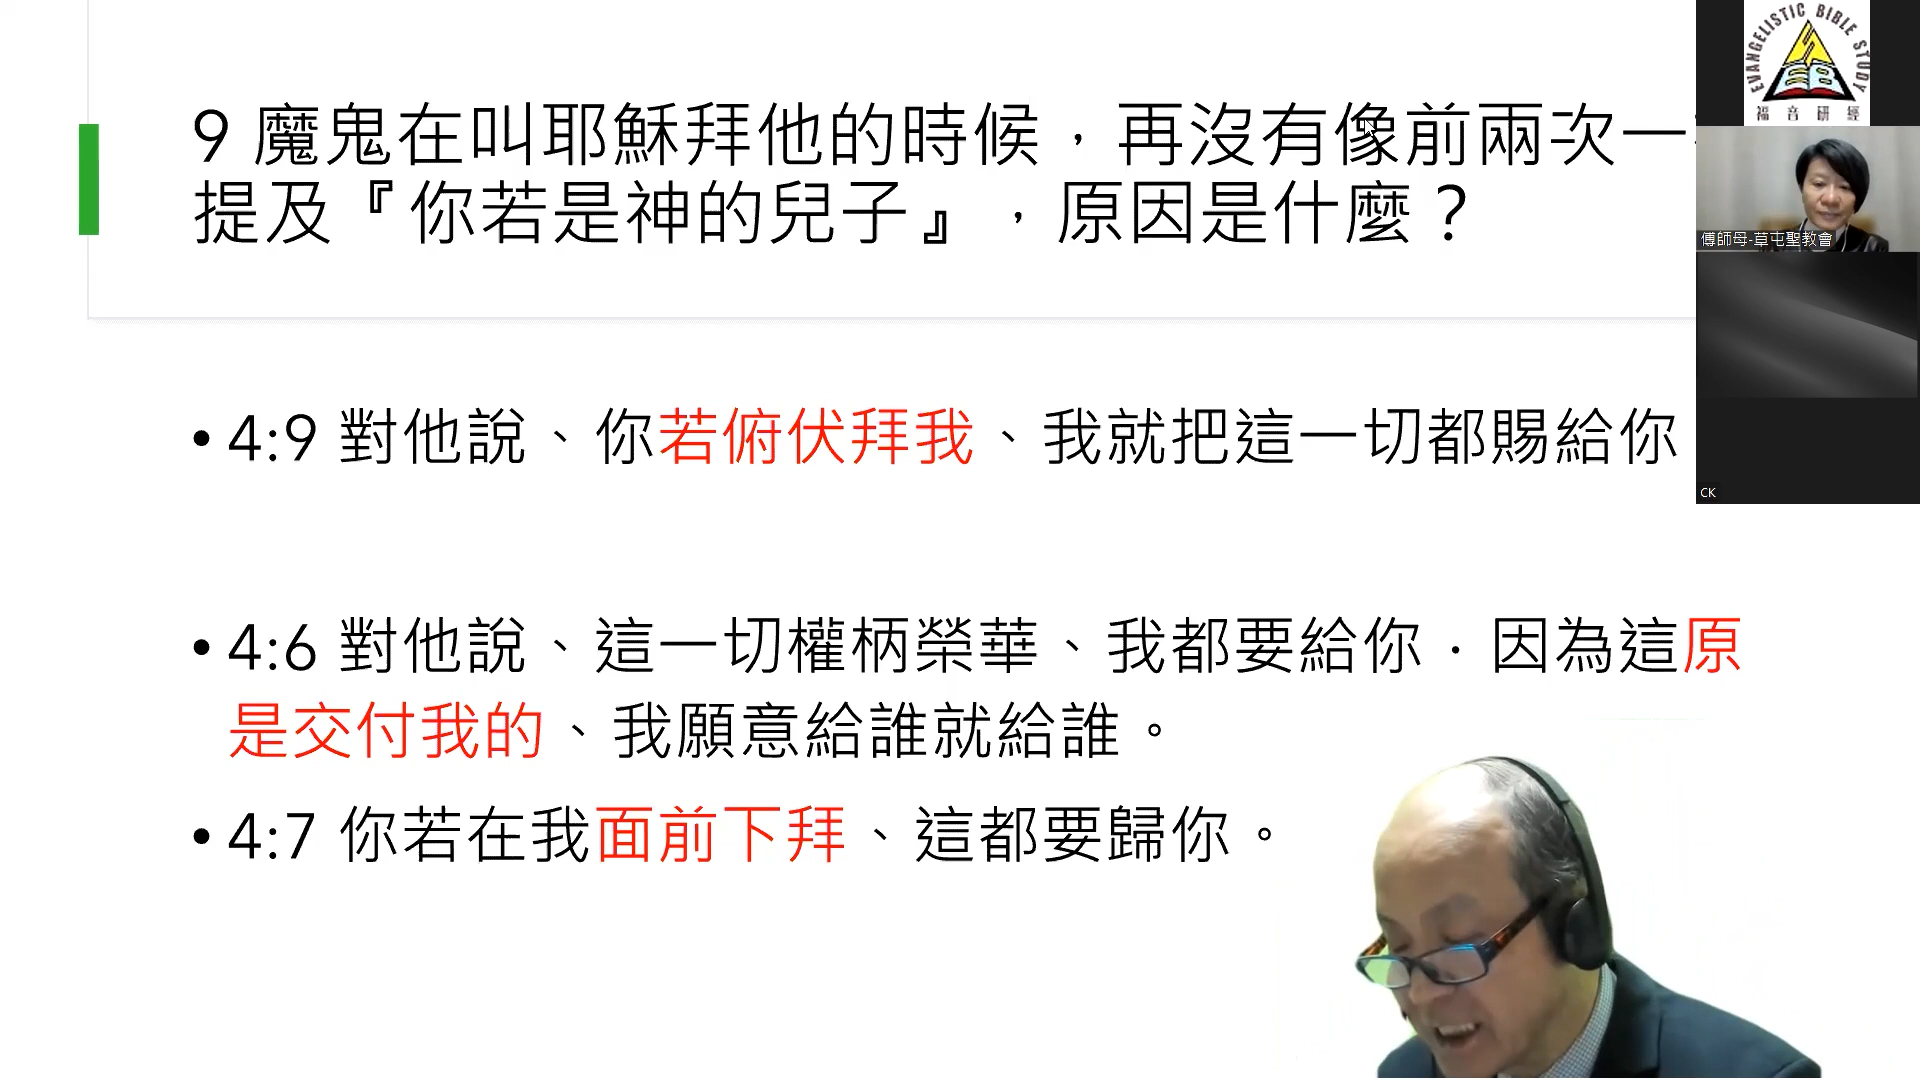 9 魔鬼在叫耶穌拜他的時候，再沒有像前兩次一
提及『你若是神的兒子』，原因是什麼？
• 4:9 對他說、你若俯伏拜我、我就把這一切都賜給你
• 4:6 對他說、這一切權柄榮華、我都要給你．因為這原
是交付我的、我願意給誰就給誰。
• 4:7 你若在我面前下拜、這都要歸你。
EVANGELISTIC BIBLE STUDY
EB
福音研經
傅師母-草屯聖教會
CK